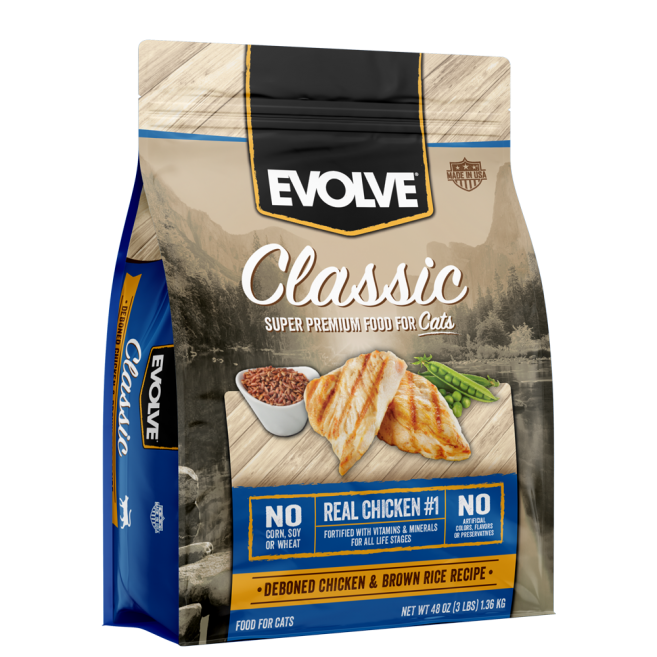 EVOLVE
MADE IN USA
Classic
SUPER PREMIUM FOOD FOR Cats
NO
CORN, SOY
OR WHEAT
REAL CHICKEN #1
FORTIFIED WITH VITAMINS & MINERALS
FOR ALL LIFE STAGES
NO
ARTIFICIAL
COLORS, FLAVORS
OR PRESERVATIVES
• DEBONED CHICKEN & BROWN RICE RECIPE •
NET WT 48 OZ (3 LBS) 1.36 KG
FOOD FOR CATS
EVOLVE
Classic